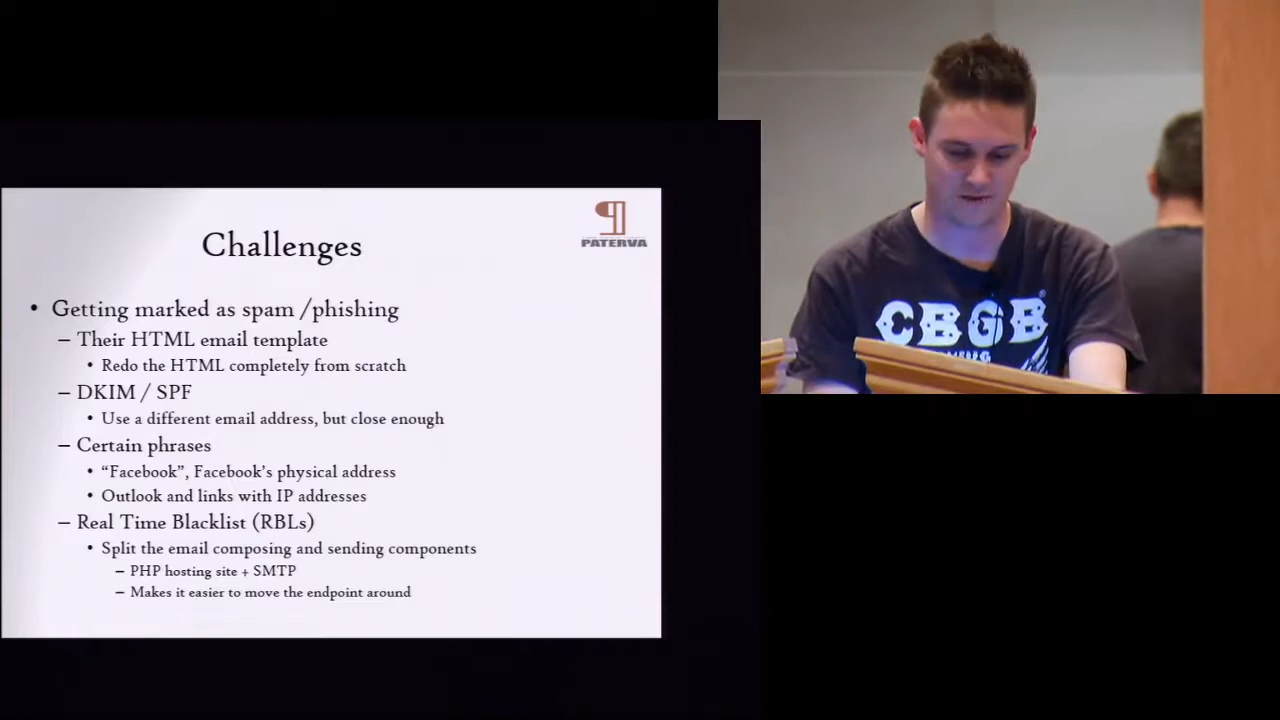 Challenges
PATERVA
• Getting marked as spam /phishing
– Their HTML email template
• Redo the HTML completely from scratch
– DKIM / SPF
• Use a different email address, but close enough
– Certain phrases
• “Facebook”, Facebook’s physical address
• Outlook and links with IP addresses
– Real Time Blacklist (RBLs)
• Split the email composing and sending components
– PHP hosting site + SMTP
– Makes it easier to move the endpoint around
CBGB